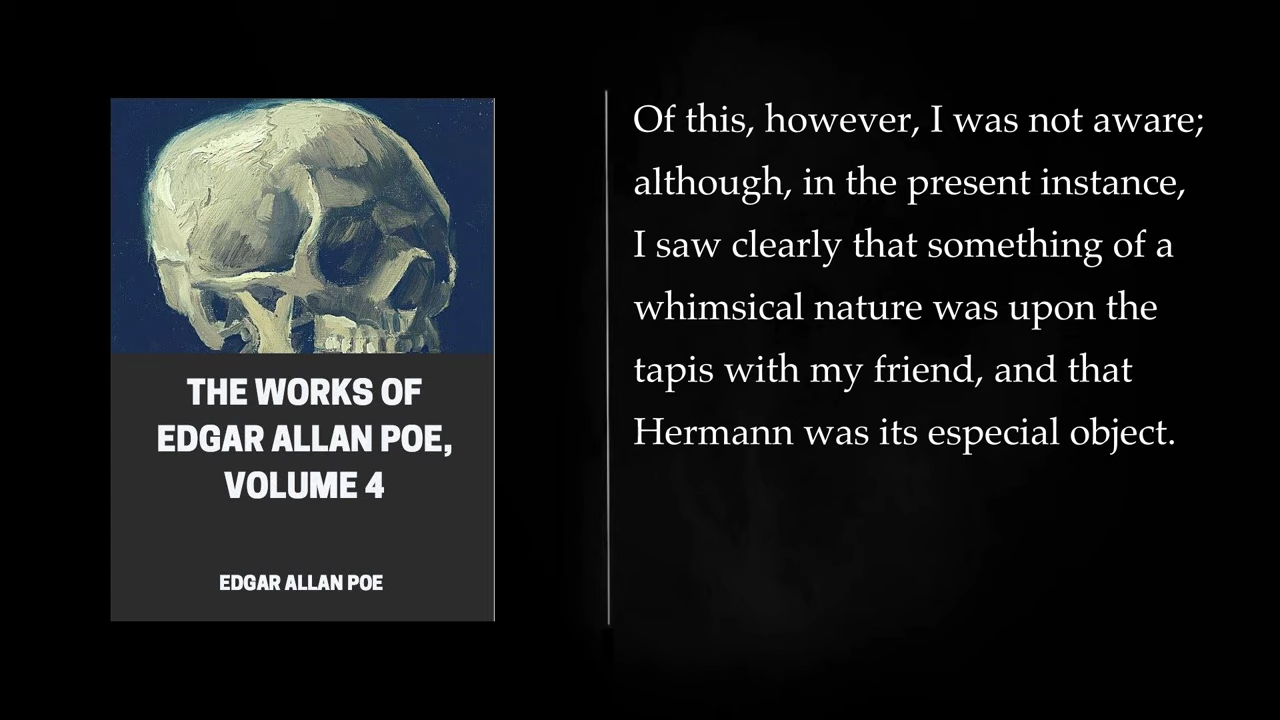 THE WORKS OF
EDGAR ALLAN POE,
VOLUME 4
EDGAR ALLAN POE
Of this, however, I was not aware;
although, in the present instance,
I saw clearly that something of a
whimsical nature was upon the
tapis with my friend, and that
Hermann was its especial object.